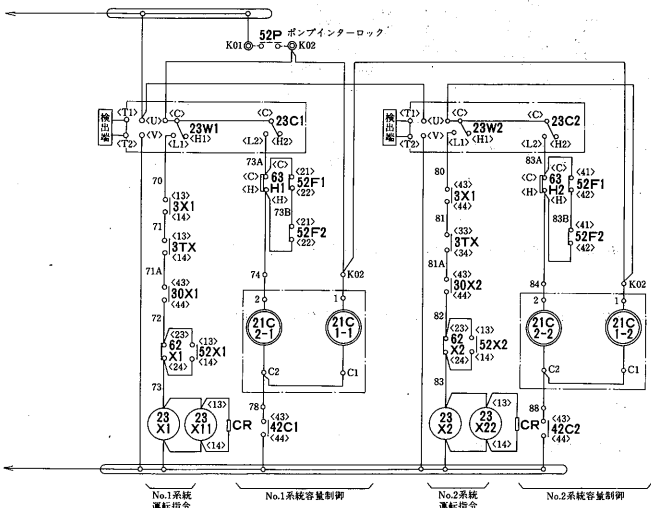 52P ポンプインターロック
K01 K02
検出端
<T1> <U> <C> <C> 23C1
23W1
<T2> <V> <L1> <H1> <L2> <H2>
検出端
<T1> <U> <C> <C> 23C2
23W2
<T2> <V> <L1> <H1> <L2> <H2>
70
<13>
3X1
<14>
71
<13>
3TX
<14>
71A
<43>
30X1
<44>
72
<23> <13>
62 X1 52X1
<24> <14>
73
23 X1
23 X11
<13>
CR
<14>
73A
<C> <21>
63 H1 52F1
<H> <22>
73B
<21>
52F2
<22>
74
K02
2 1
21C 2-1
21C 1-1
C2 C1
78
<43>
42C1
<44>
80
<43>
3X1
<44>
81
<33>
3TX
<34>
81A
<43>
30X2
<44>
82
<23> <13>
62 X2 52X2
<24> <14>
83
23 X2
23 X22
<13>
CR
<14>
83A
<C> <41>
63 H2 52F1
<H> <42>
83B
<41>
52F2
<42>
84
K02
2 1
21C 2-2
21C 1-2
C2 C1
88
<43>
42C2
<44>
No.1系統
運転指令
No.1系統容量制御
No.2系統
運転指令
No.2系統容量制御